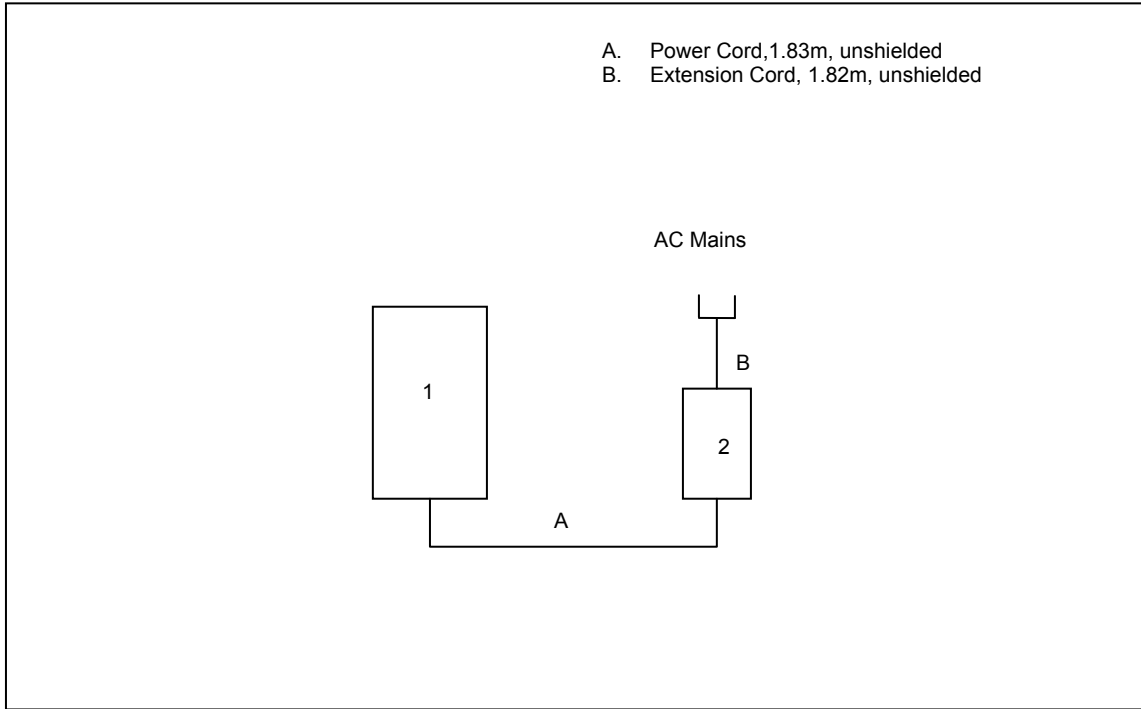 A. Power Cord,1.83m, unshielded
B. Extension Cord, 1.82m, unshielded
AC Mains
B
1
2
A